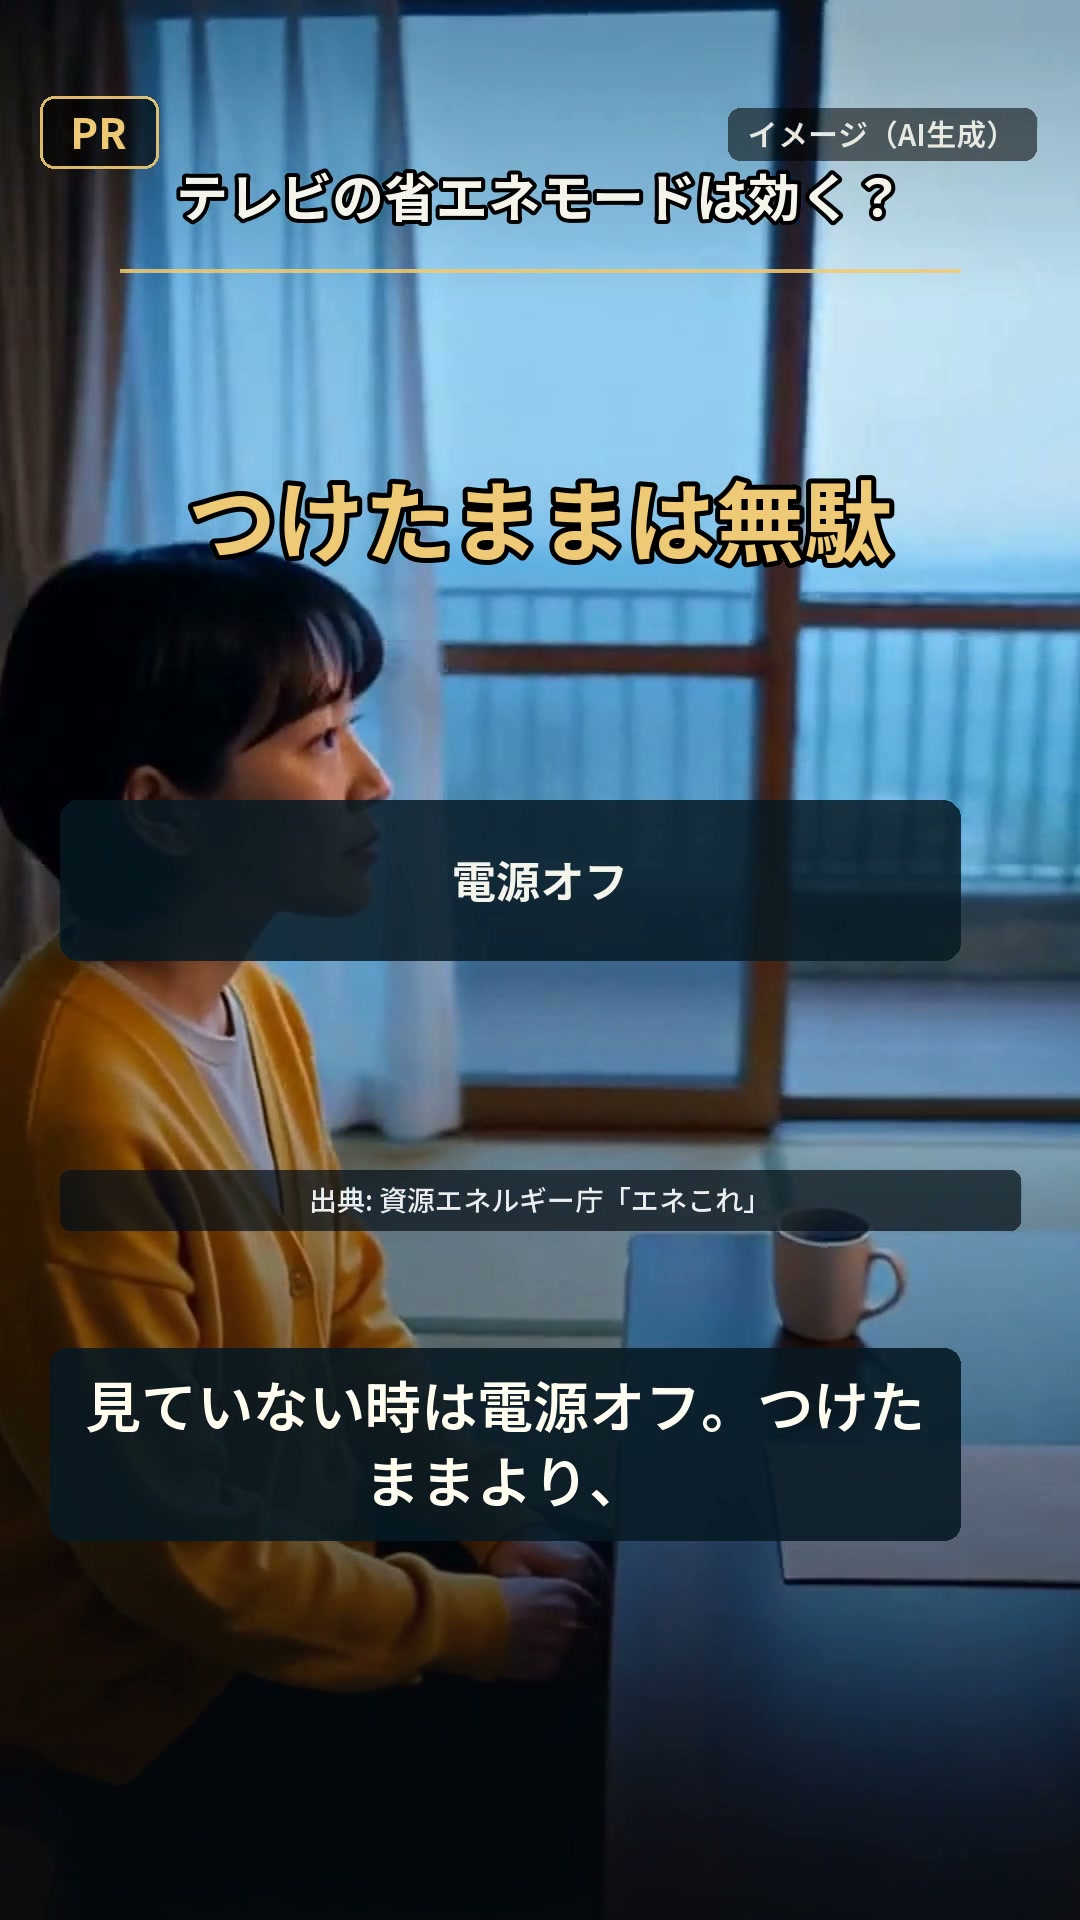 PR
イメージ（AI生成）
テレビの省エネモードは効く？
つけたままは無駄
電源オフ
出典: 資源エネルギー庁「エネこれ」
見ていない時は電源オフ。つけた
ままより、